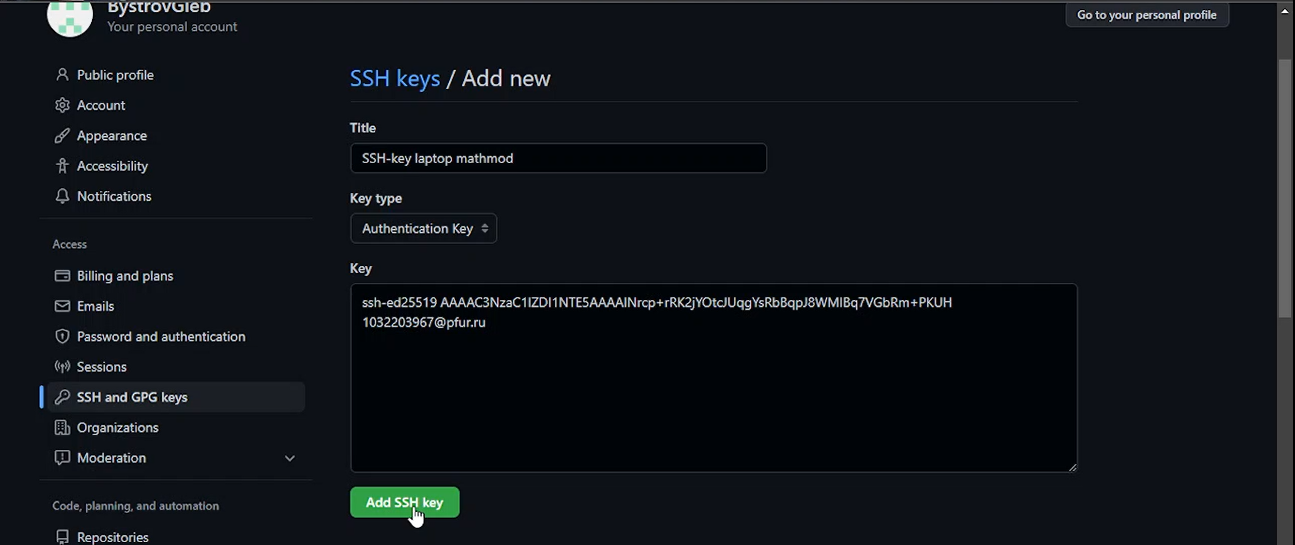 BystrovGleb
Your personal account
Go to your personal profile
Public profile
Account
Appearance
Accessibility
Notifications
Access
Billing and plans
Emails
Password and authentication
Sessions
SSH and GPG keys
Organizations
Moderation
Code, planning, and automation
Repositories
SSH keys / Add new
Title
SSH-key laptop mathmod
Key type
Authentication Key
Key
ssh-ed25519 AAAAC3NzaC1lZDI1NTE5AAAAINrcp+rRK2jYOtcJUqgYsRbBqpJ8WMIBq7VGbRm+PKUH
1032203967@pfur.ru
Add SSH key